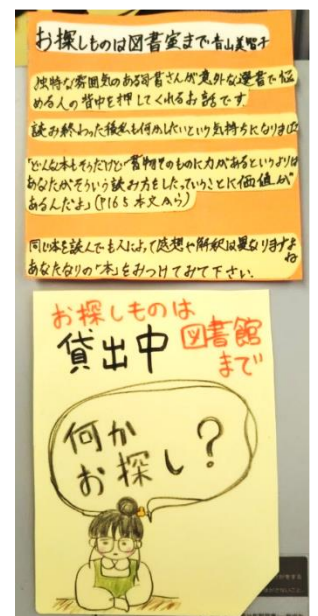 お探しものは図書室まで 青山美智子
独特な雰囲気のある司書さんが意外な選書で悩
める人の背中を押してくれるお話です。
読み終わった後私も何かしたいという気持ちになりました
「どんな本もそうだけど、書物そのものに力があるというよりは
あなたがそういう読み方をしたっていうことに価値が
あるんだよ」(P165 本文から)
同じ本を読んでも人によって感想や解釈は異なりますよね
あなたなりの「本」をみつけてみて下さい。
お探しものは
貸出中 図書館
まで
何か
お探し?